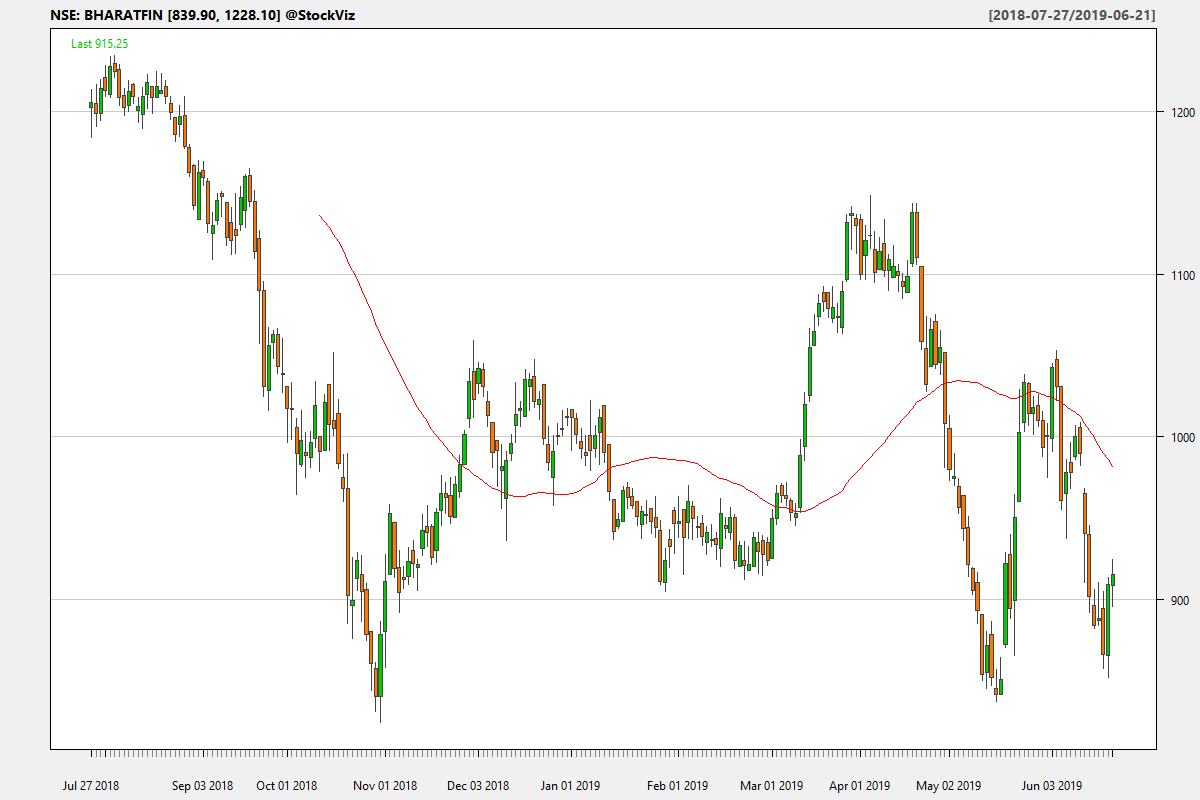 NSE: BHARATFIN [839.90, 1228.10] @StockViz [2018-07-27/2019-06-21]
Last 915.25
1200
1100
1000
900
Jul 27 2018 Sep 03 2018 Oct 01 2018 Nov 01 2018 Dec 03 2018 Jan 01 2019 Feb 01 2019 Mar 01 2019 Apr 01 2019 May 02 2019 Jun 03 2019